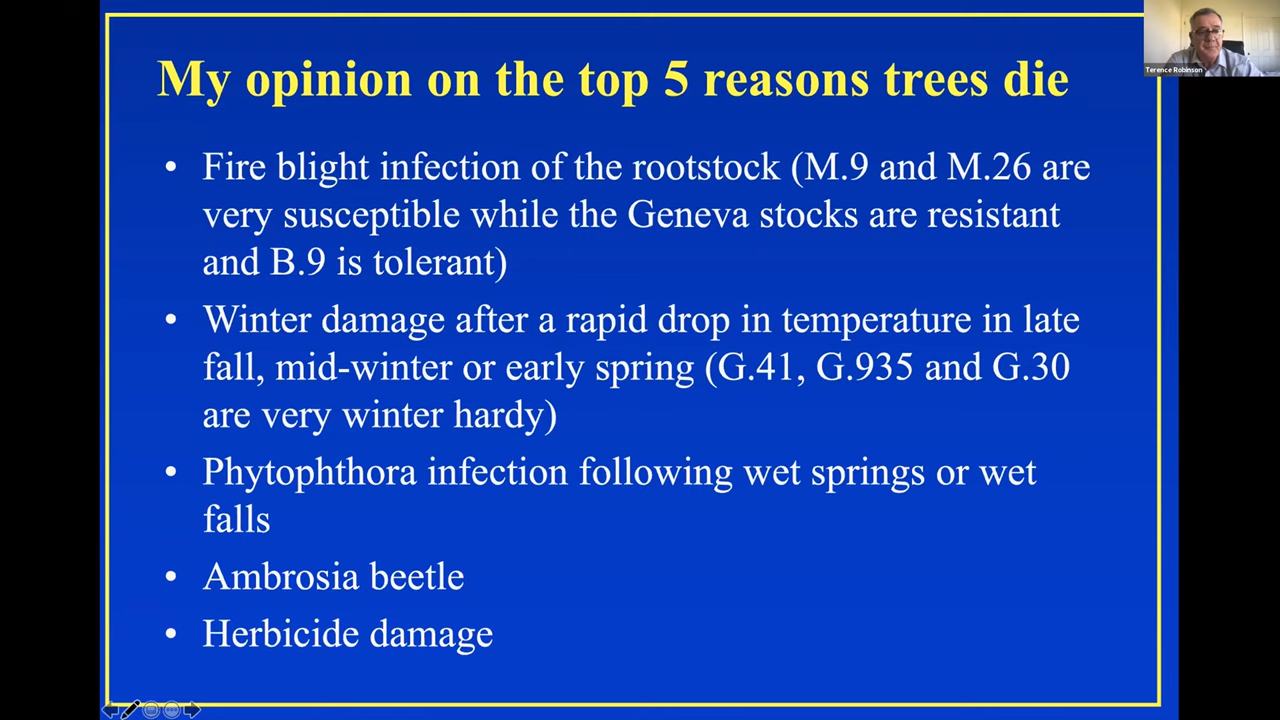 My opinion on the top 5 reasons trees die
• Fire blight infection of the rootstock (M.9 and M.26 are
very susceptible while the Geneva stocks are resistant
and B.9 is tolerant)
• Winter damage after a rapid drop in temperature in late
fall, mid-winter or early spring (G.41, G.935 and G.30
are very winter hardy)
• Phytophthora infection following wet springs or wet
falls
• Ambrosia beetle
• Herbicide damage
Terence Robinson